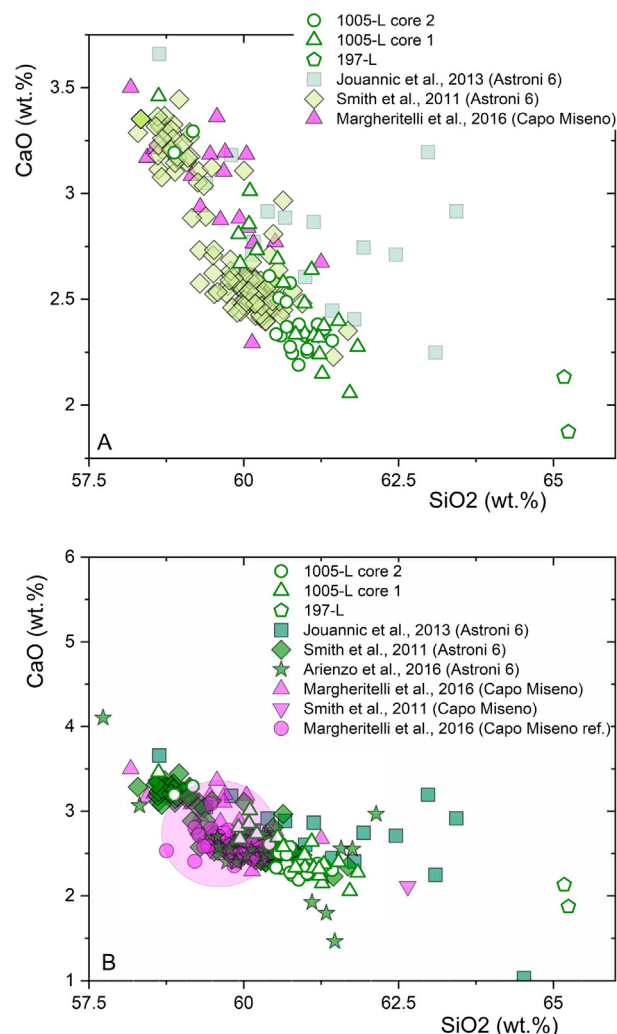 1005-L core 2
1005-L core 1
197-L
Jouannic et al., 2013 (Astroni 6)
Smith et al., 2011 (Astroni 6)
Margheritelli et al., 2016 (Capo Miseno)
CaO (wt.%)
3.5
3
2.5
2
A
57.5 60 62.5 65
SiO2 (wt.%)
6
1005-L core 2
1005-L core 1
197-L
Jouannic et al., 2013 (Astroni 6)
Smith et al., 2011 (Astroni 6)
Arienzo et al., 2016 (Astroni 6)
Margheritelli et al., 2016 (Capo Miseno)
Smith et al., 2011 (Capo Miseno)
Margheritelli et al., 2016 (Capo Miseno ref.)
CaO (wt.%)
5
4
3
2
1
B
57.5 60 62.5 65
SiO2 (wt.%)